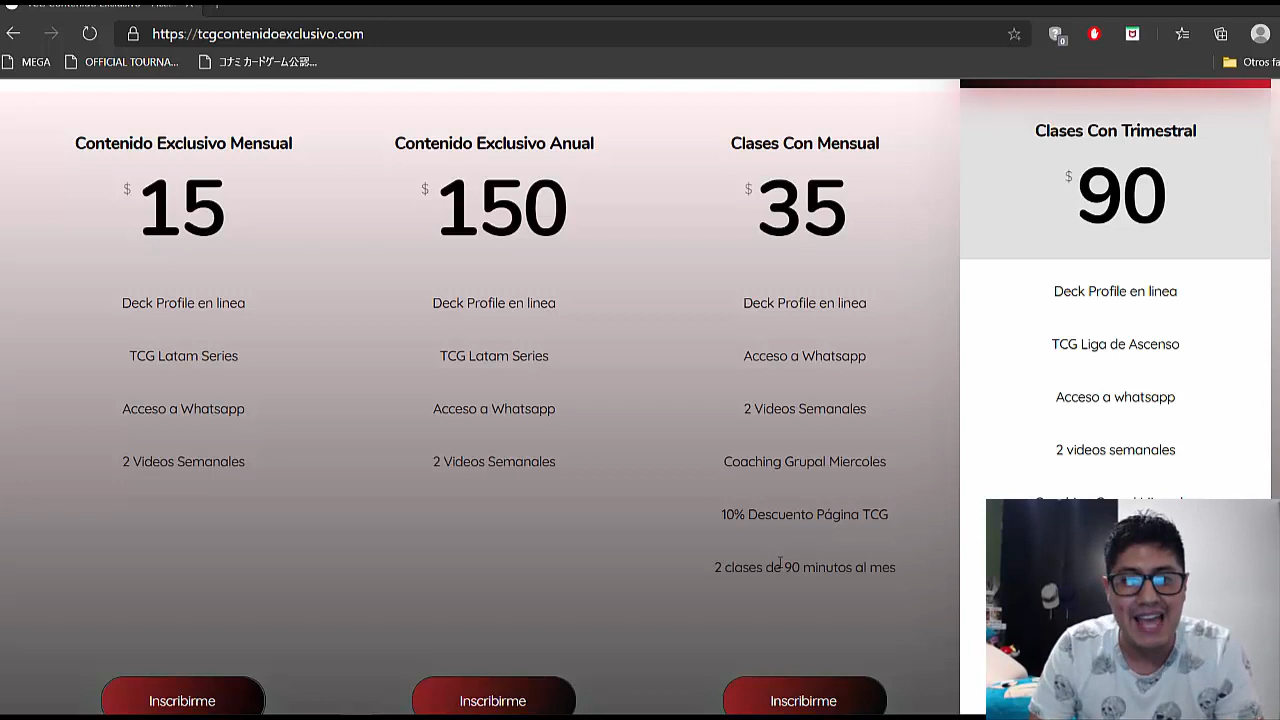 https://tcgcontenidoexclusivo.com
0
MEGA
OFFICIAL TOURNA...
コナミ カードゲーム公認...
Otros fa
Contenido Exclusivo Mensual
$ 15
Deck Profile en linea
TCG Latam Series
Acceso a Whatsapp
2 Videos Semanales
Inscribirme
Contenido Exclusivo Anual
$ 150
Deck Profile en linea
TCG Latam Series
Acceso a Whatsapp
2 Videos Semanales
Inscribirme
Clases Con Mensual
$ 35
Deck Profile en linea
Acceso a Whatsapp
2 Videos Semanales
Coaching Grupal Miercoles
10% Descuento Página TCG
2 clases de 90 minutos al mes
Inscribirme
Clases Con Trimestral
$ 90
Deck Profile en linea
TCG Liga de Ascenso
Acceso a whatsapp
2 videos semanales